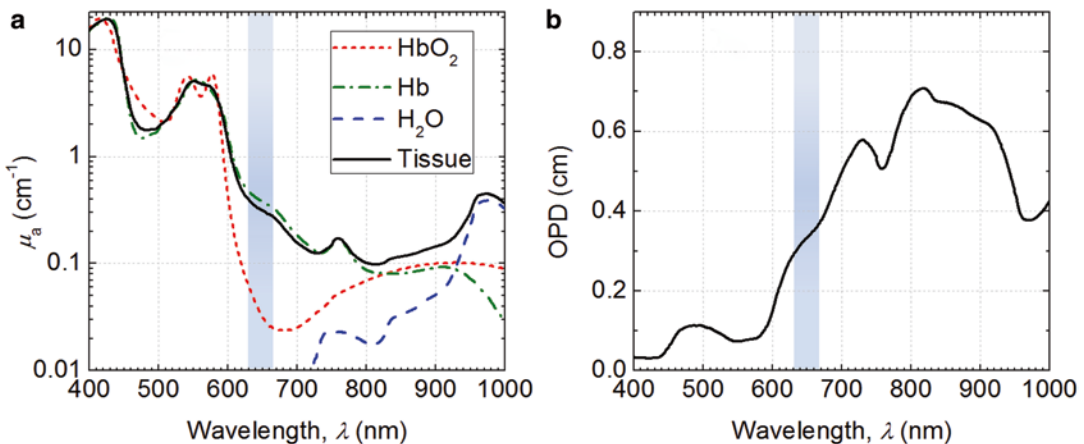 a
10
1
0.1
0.01
μa (cm-1)
HbO2
Hb
H2O
Tissue
400 500 600 700 800 900 1000
Wavelength, λ (nm)
b
0.8
0.6
0.4
0.2
0.0
OPD (cm)
400 500 600 700 800 900 1000
Wavelength, λ (nm)